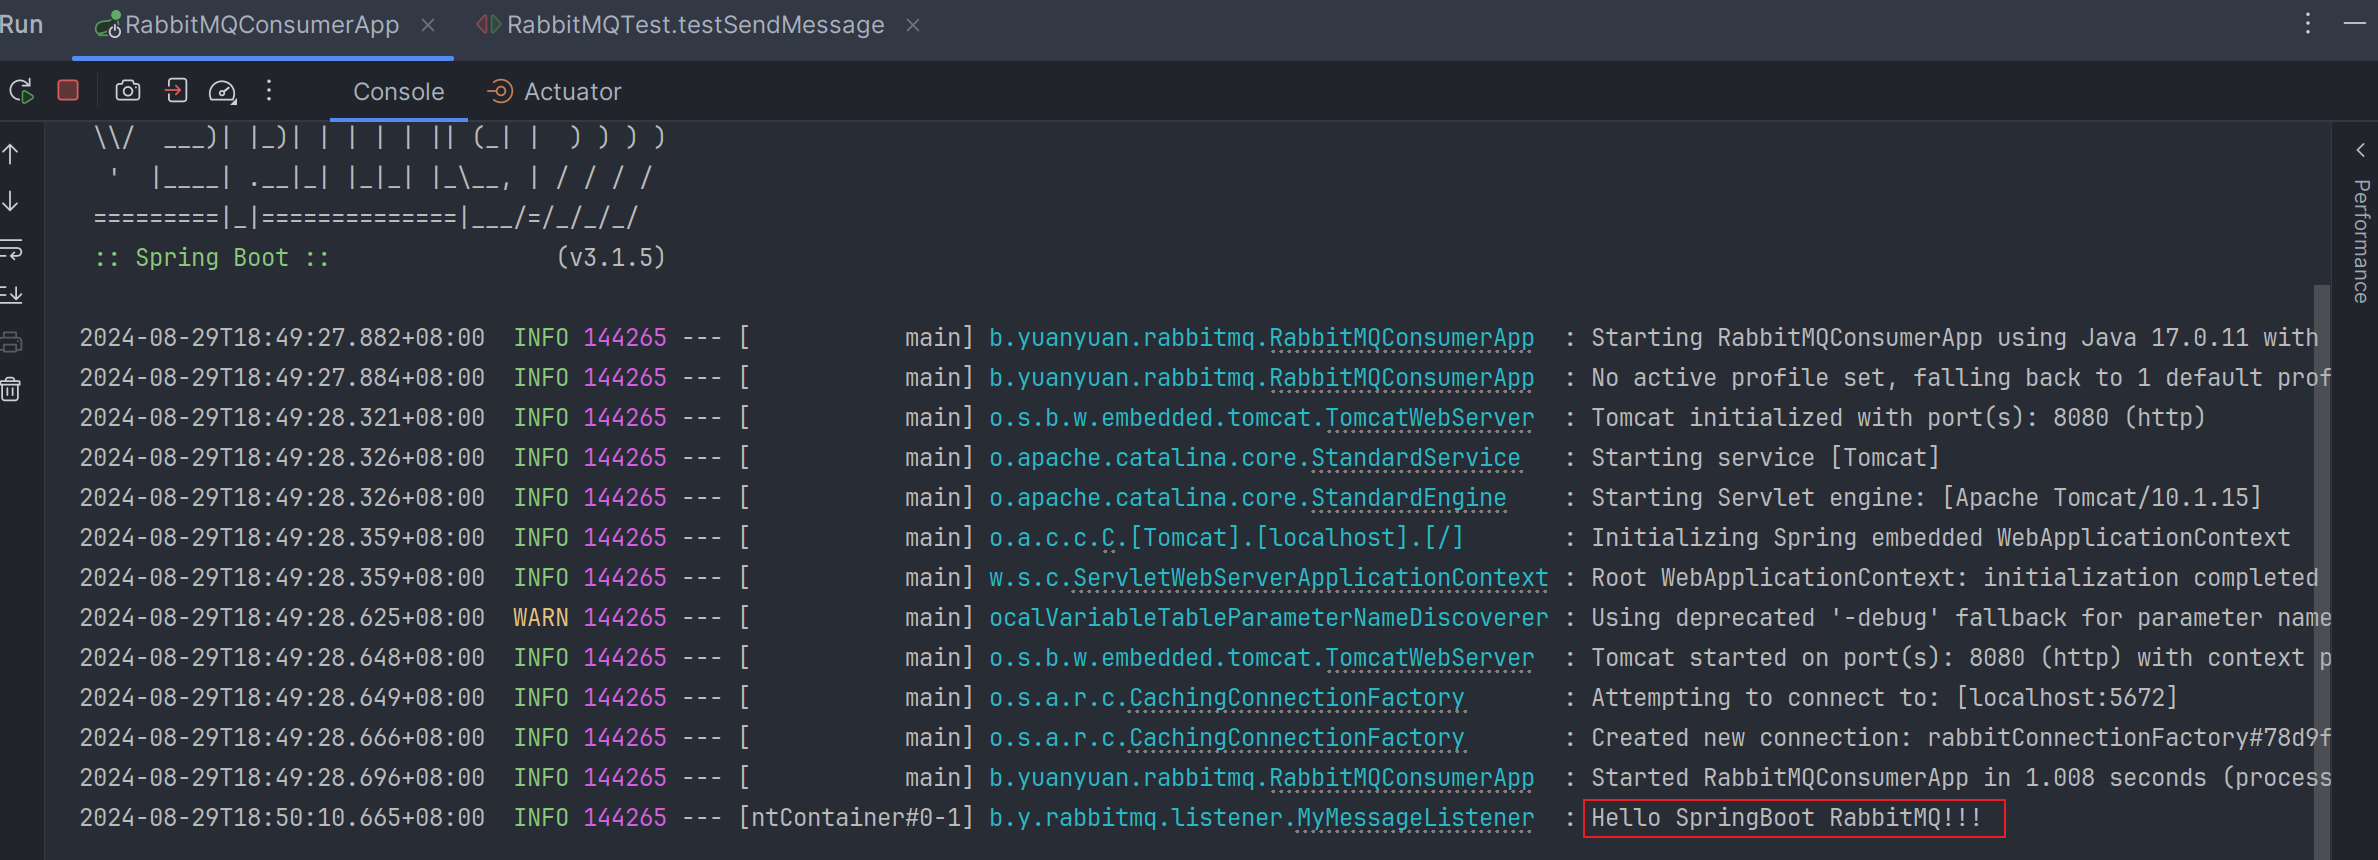 Run RabbitMQConsumerApp RabbitMQTest.testSendMessage
Console Actuator
Performance
\\/  ___)| |_)| | | | | || (_| |  ) ) ) )
 '  |____| .__|_| |_|_| |_\__, | / / / /
=========|_|==============|___/=/_/_/_/
:: Spring Boot ::                (v3.1.5)
2024-08-29T18:49:27.882+08:00  INFO 144265 --- [           main] b.yuanyuan.rabbitmq.RabbitMQConsumerApp  : Starting RabbitMQConsumerApp using Java 17.0.11 with
2024-08-29T18:49:27.884+08:00  INFO 144265 --- [           main] b.yuanyuan.rabbitmq.RabbitMQConsumerApp  : No active profile set, falling back to 1 default prof
2024-08-29T18:49:28.321+08:00  INFO 144265 --- [           main] o.s.b.w.embedded.tomcat.TomcatWebServer  : Tomcat initialized with port(s): 8080 (http)
2024-08-29T18:49:28.326+08:00  INFO 144265 --- [           main] o.apache.catalina.core.StandardService   : Starting service [Tomcat]
2024-08-29T18:49:28.326+08:00  INFO 144265 --- [           main] o.apache.catalina.core.StandardEngine    : Starting Servlet engine: [Apache Tomcat/10.1.15]
2024-08-29T18:49:28.359+08:00  INFO 144265 --- [           main] o.a.c.c.C.[Tomcat].[localhost].[/]       : Initializing Spring embedded WebApplicationContext
2024-08-29T18:49:28.359+08:00  INFO 144265 --- [           main] w.s.c.ServletWebServerApplicationContext : Root WebApplicationContext: initialization completed
2024-08-29T18:49:28.625+08:00  WARN 144265 --- [           main] ocalVariableTableParameterNameDiscoverer : Using deprecated '-debug' fallback for parameter name
2024-08-29T18:49:28.648+08:00  INFO 144265 --- [           main] o.s.b.w.embedded.tomcat.TomcatWebServer  : Tomcat started on port(s): 8080 (http) with context p
2024-08-29T18:49:28.649+08:00  INFO 144265 --- [           main] o.s.a.r.c.CachingConnectionFactory       : Attempting to connect to: [localhost:5672]
2024-08-29T18:49:28.666+08:00  INFO 144265 --- [           main] o.s.a.r.c.CachingConnectionFactory       : Created new connection: rabbitConnectionFactory#78d9f
2024-08-29T18:49:28.696+08:00  INFO 144265 --- [           main] b.yuanyuan.rabbitmq.RabbitMQConsumerApp  : Started RabbitMQConsumerApp in 1.008 seconds (process
2024-08-29T18:50:10.665+08:00  INFO 144265 --- [ntContainer#0-1] b.y.rabbitmq.listener.MyMessageListener  : Hello SpringBoot RabbitMQ!!!